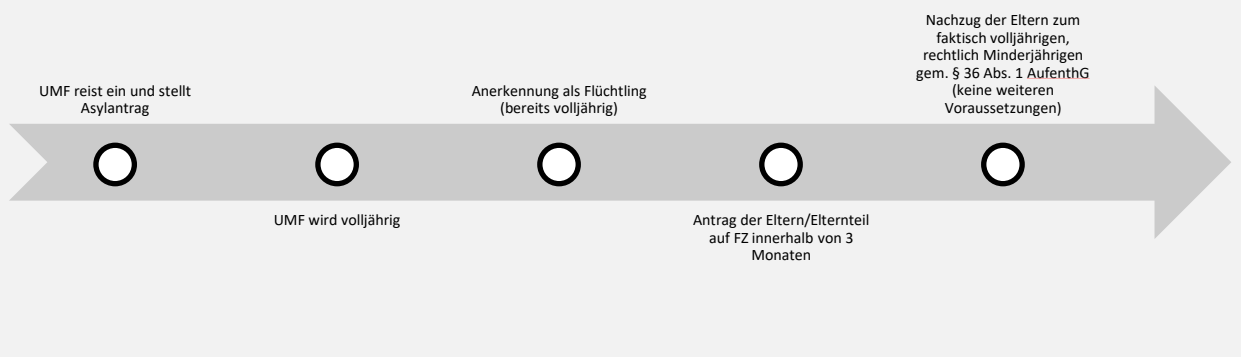 UMF reist ein und stellt
Asylantrag
UMF wird volljährig
Anerkennung als Flüchtling
(bereits volljährig)
Antrag der Eltern/Elternteil
auf FZ innerhalb von 3
Monaten
Nachzug der Eltern zum
faktisch volljährigen,
rechtlich Minderjährigen
gem. § 36 Abs. 1 AufenthG
(keine weiteren
Voraussetzungen)